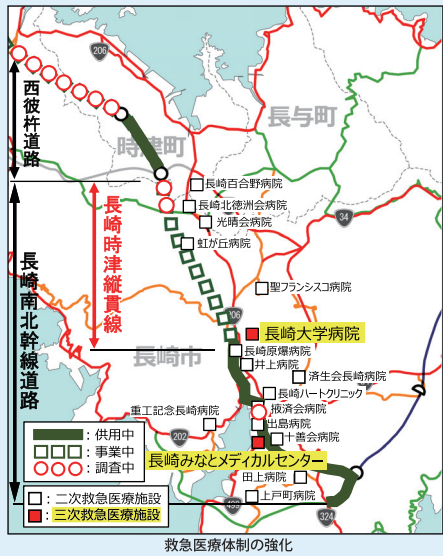 206
西彼杵道路
時津町
長与町
長崎百合野病院
長崎北徳洲会病院
光晴会病院
34
長崎時津縦貫線
虹が丘病院
長崎南北幹線道路
聖フランシスコ病院
206
長崎大学病院
長崎市
長崎原爆病院
井上病院
済生会長崎病院
長崎ハートクリニック
重工記念長崎病院
掖済会病院
出島病院
202
十善会病院
長崎みなとメディカルセンター
田上病院
上戸町病院
499
324
:供用中
:事業中
:調査中
:二次救急医療施設
:三次救急医療施設
救急医療体制の強化